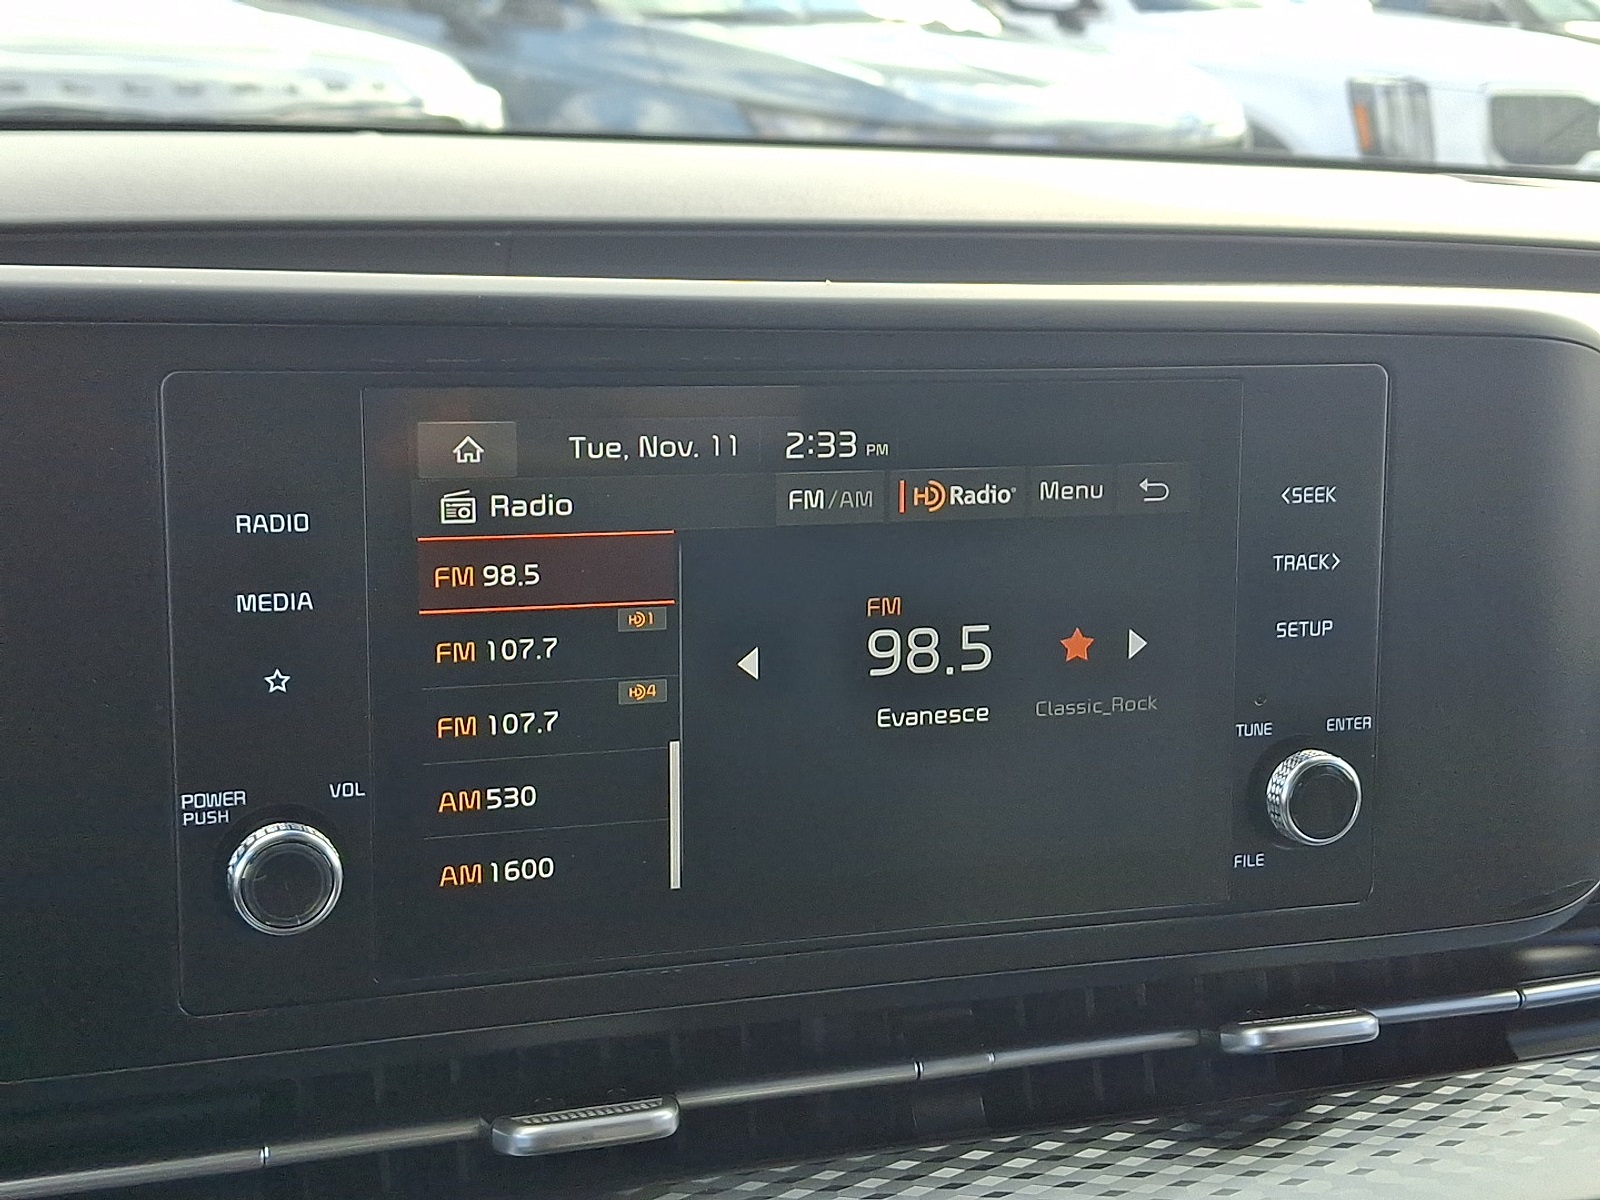 Tue, Nov. 11 2:33 PM
Radio FM/AM HD Radio® Menu
RADIO
MEDIA
POWER
PUSH
VOL
FM 98.5
HD1
FM 107.7
HD4
FM 107.7
AM 530
AM 1600
FM
98.5
Evanesce Classic_Rock
<SEEK
TRACK>
SETUP
TUNE ENTER
FILE